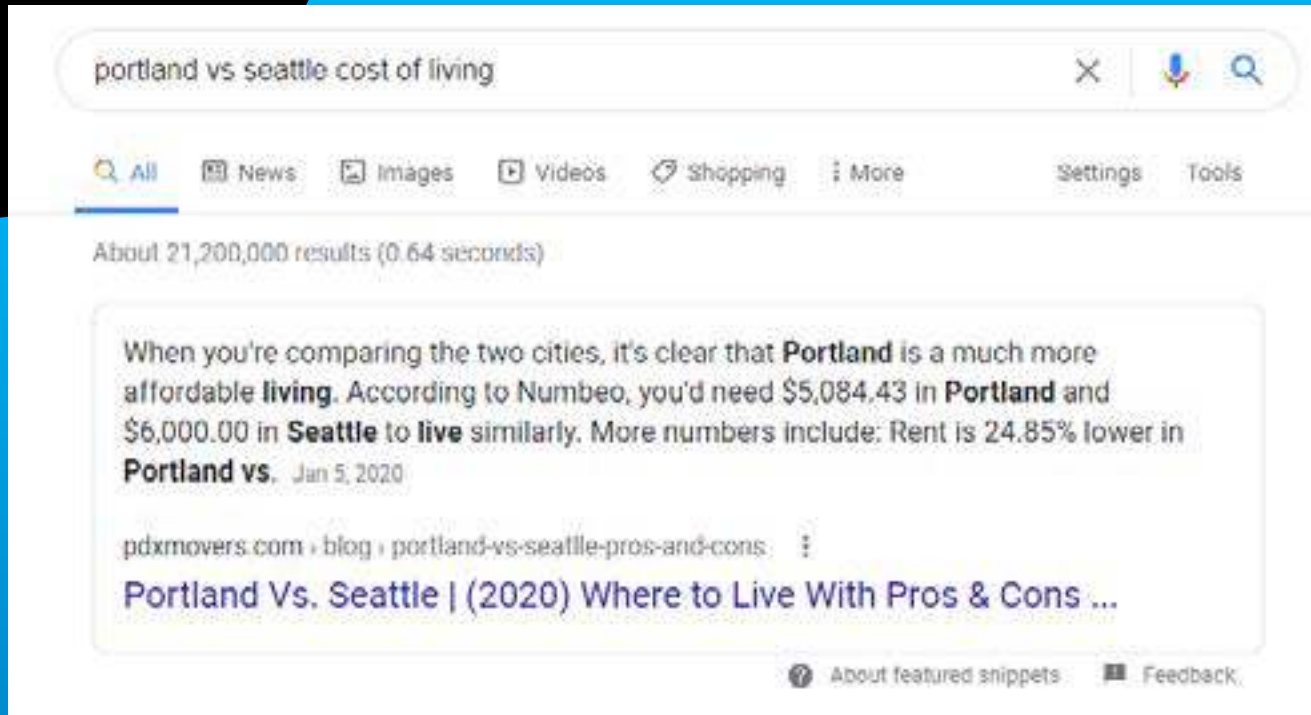 portland vs seattle cost of living
All News Images Videos Shopping More Settings Tools
About 21,200,000 results (0.64 seconds)
When you're comparing the two cities, it's clear that Portland is a much more
affordable living. According to Numbeo, you'd need $5,084.43 in Portland and
$6,000.00 in Seattle to live similarly. More numbers include: Rent is 24.85% lower in
Portland vs. Jan 5, 2020
pdxmovers.com › blog › portland-vs-seattle-pros-and-cons
Portland Vs. Seattle | (2020) Where to Live With Pros & Cons ...
About featured snippets Feedback